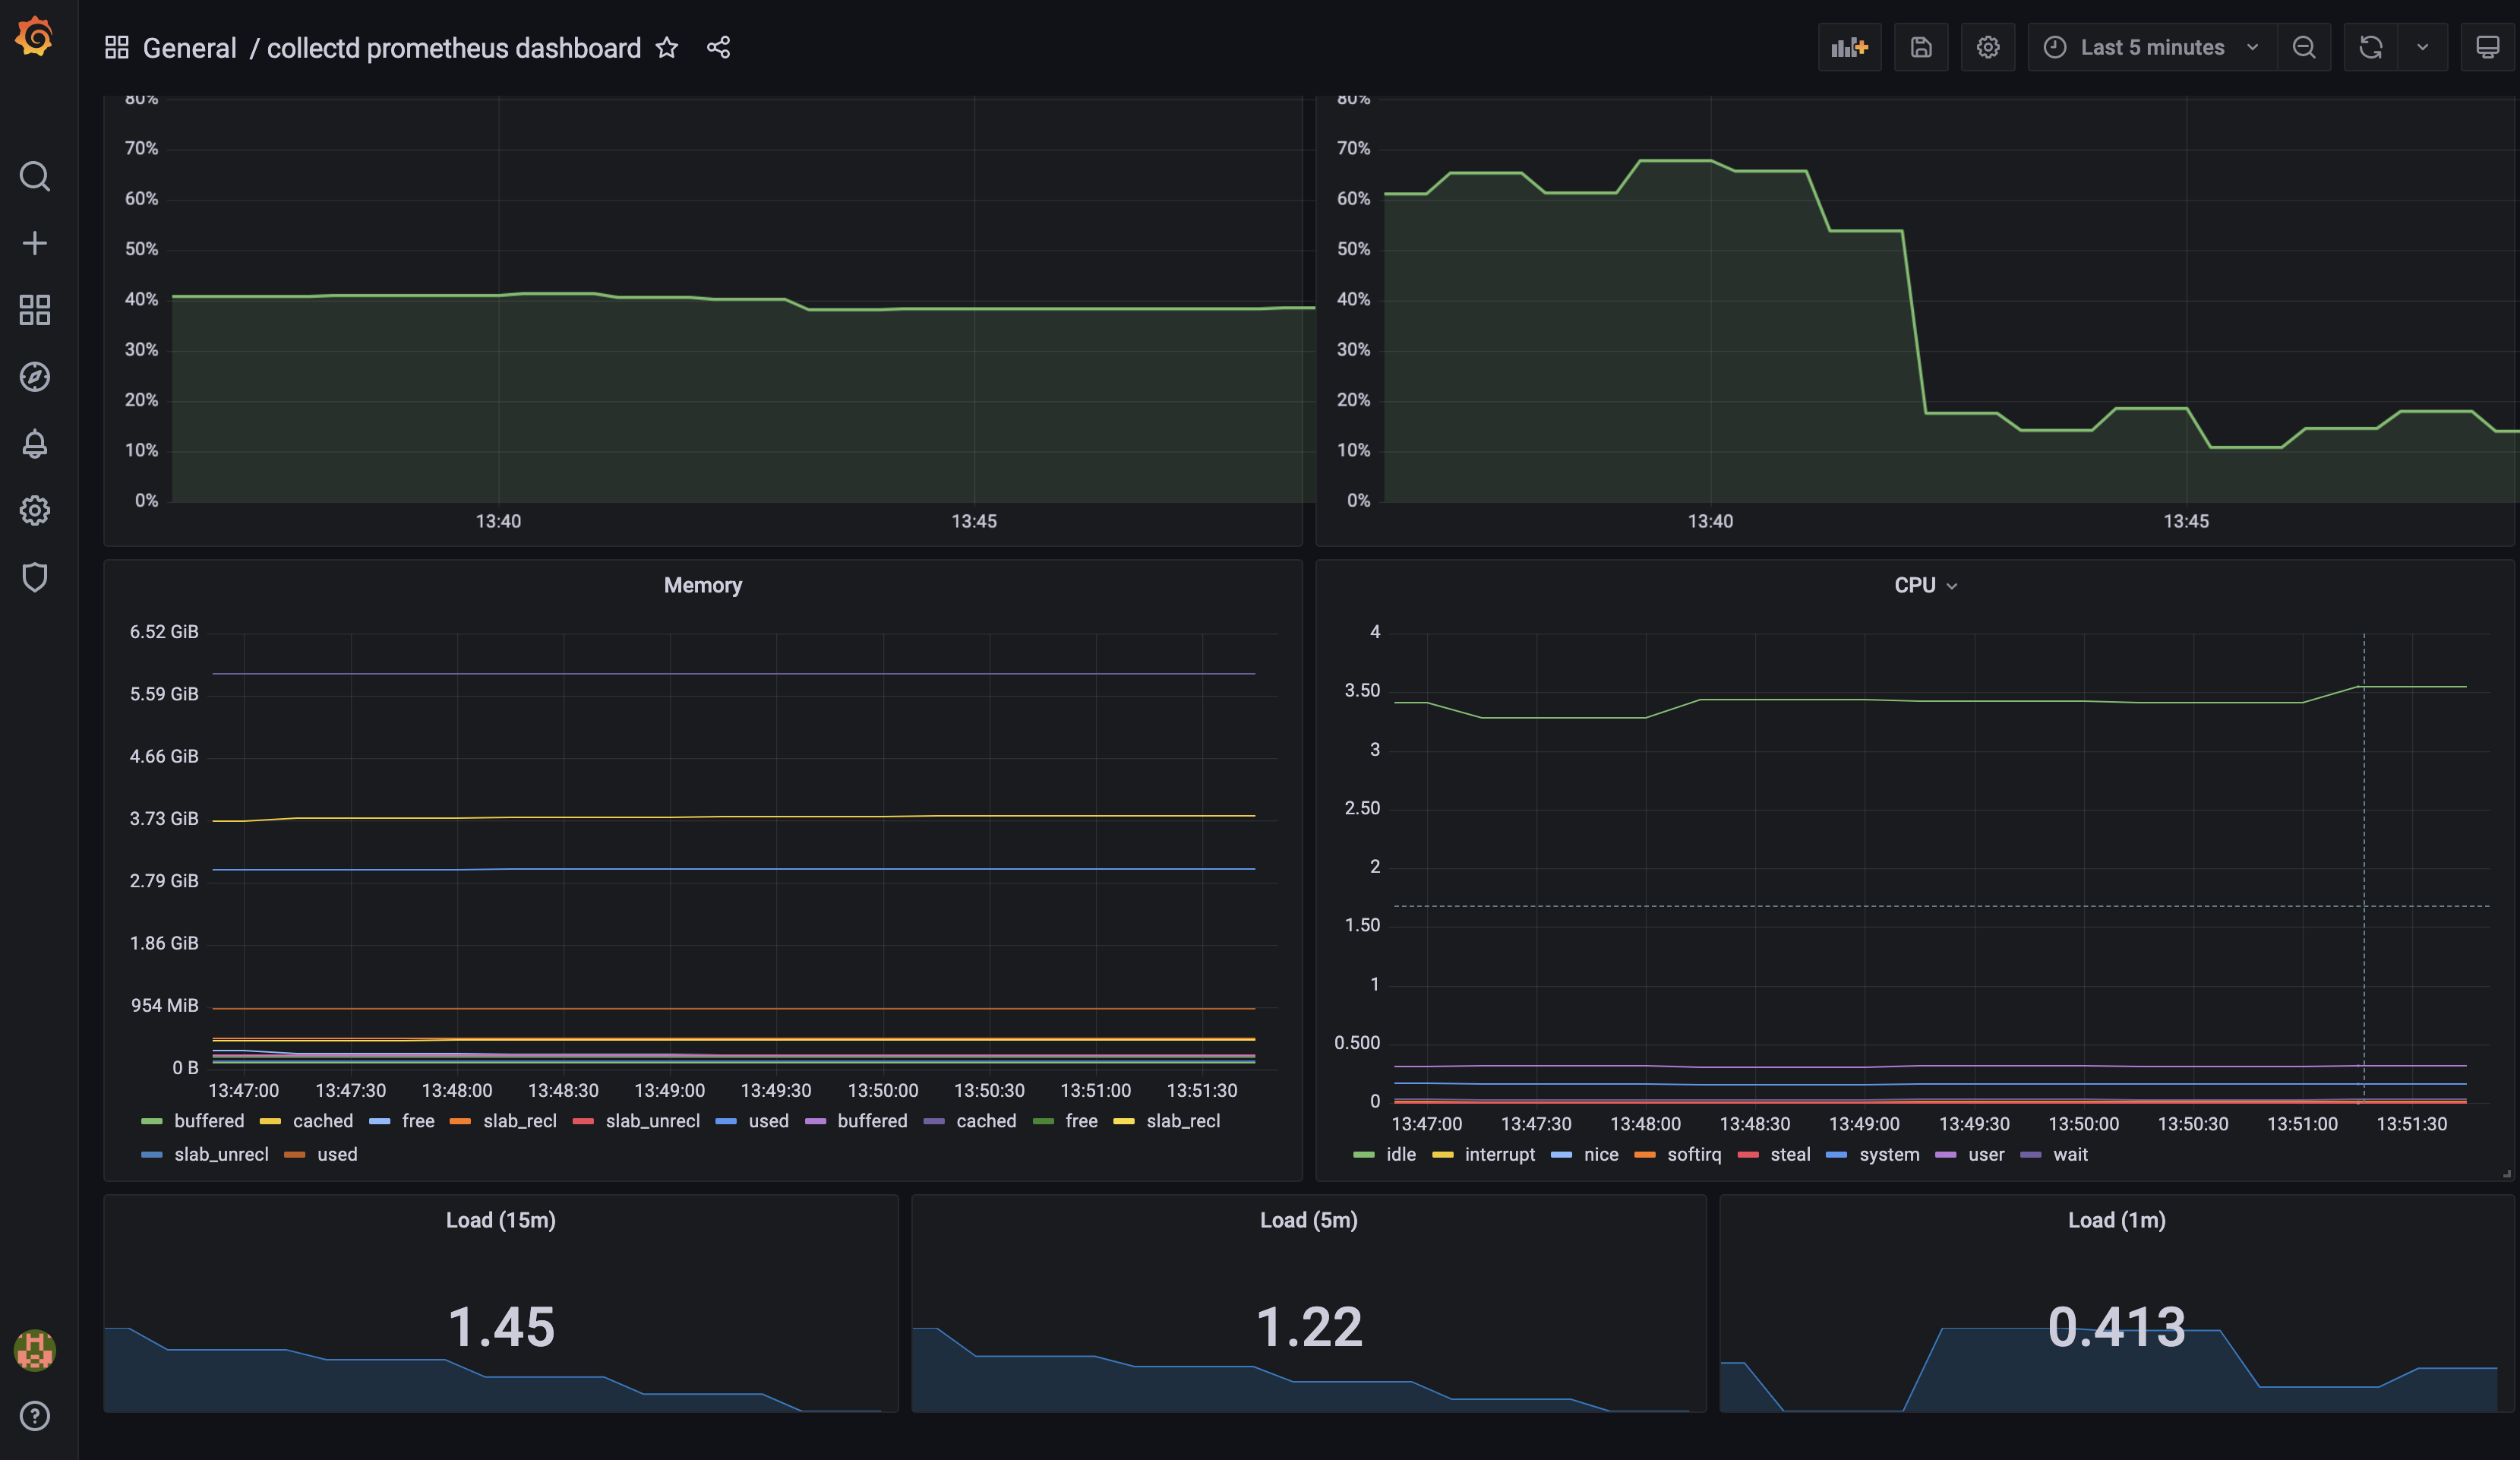 General / collectd prometheus dashboard
Last 5 minutes
80%
70%
60%
50%
40%
30%
20%
10%
0%
13:40 13:45
80%
70%
60%
50%
40%
30%
20%
10%
0%
13:40 13:45
Memory
6.52 GiB
5.59 GiB
4.66 GiB
3.73 GiB
2.79 GiB
1.86 GiB
954 MiB
0 B
13:47:00 13:47:30 13:48:00 13:48:30 13:49:00 13:49:30 13:50:00 13:50:30 13:51:00 13:51:30
buffered cached free slab_recl slab_unrecl used buffered cached free slab_recl
slab_unrecl used
CPU
4
3.50
3
2.50
2
1.50
1
0.500
0
13:47:00 13:47:30 13:48:00 13:48:30 13:49:00 13:49:30 13:50:00 13:50:30 13:51:00 13:51:30
idle interrupt nice softirq steal system user wait
Load (15m)
1.45
Load (5m)
1.22
Load (1m)
0.413